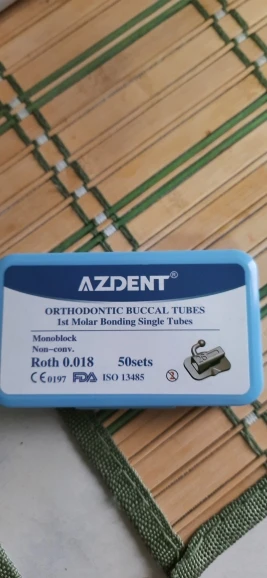 AZDENT®
ORTHODONTIC BUCCAL TUBES
1st Molar Bonding Single Tubes
Monoblock
Non-conv.
Roth 0.018 50sets
CE0197 FDA ISO 13485